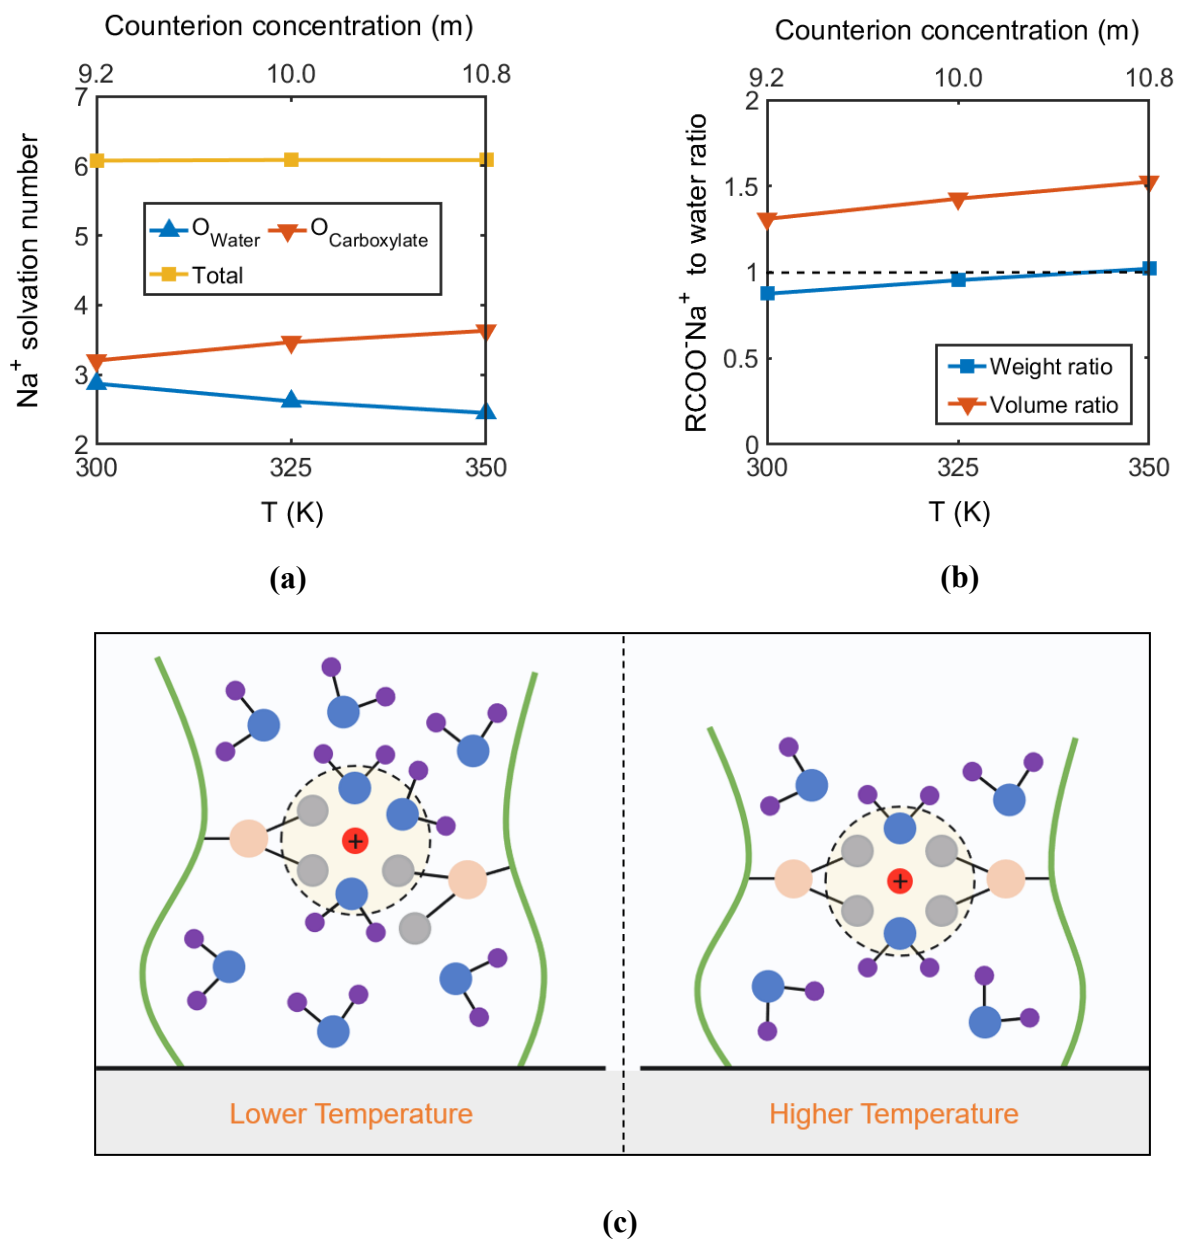 Counterion concentration (m)
9.2 10.0 10.8
7
6
5
4
3
2
Na+ solvation number
OWater OCarboxylate
Total
300 325 350
T (K)
(a)
Counterion concentration (m)
9.2 10.0 10.8
2
1.5
1
0.5
0
RCOO-Na+ to water ratio
Weight ratio
Volume ratio
300 325 350
T (K)
(b)
+
+
Lower Temperature
Higher Temperature
(c)